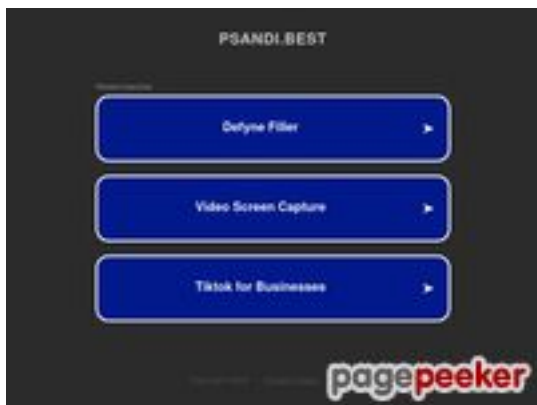 PSANDI.BEST
Defyne Filler
Video Screen Capture
Tiktok for Businesses
pagepeeker